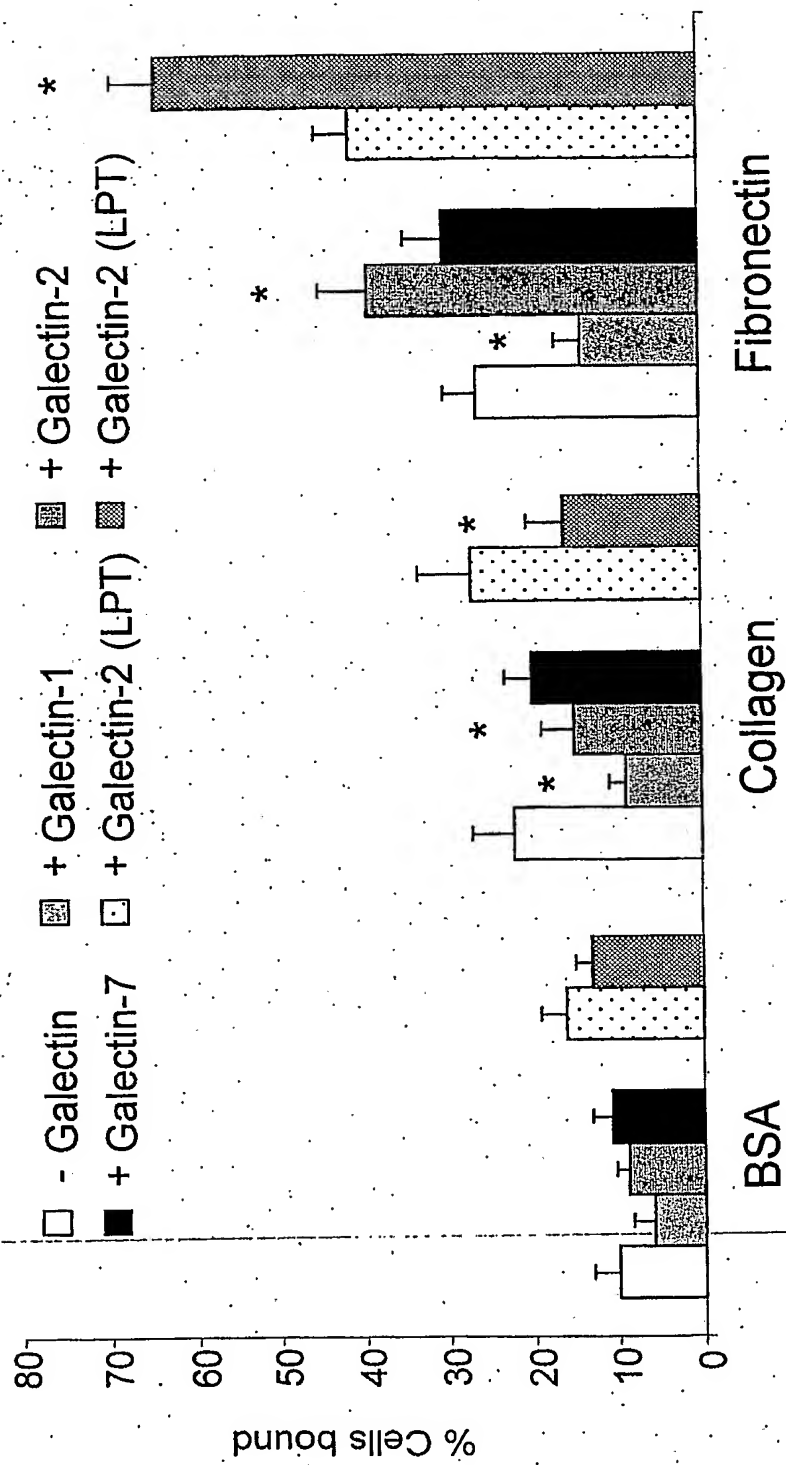 - Galectin + Galectin-1 + Galectin-2
+ Galectin-7 + Galectin-2 (LPT) + Galectin-2 (LPT)
% Cells bound
80
70
60
50
40
30
20
10
0
* * * * * *
BSA Collagen Fibronectin